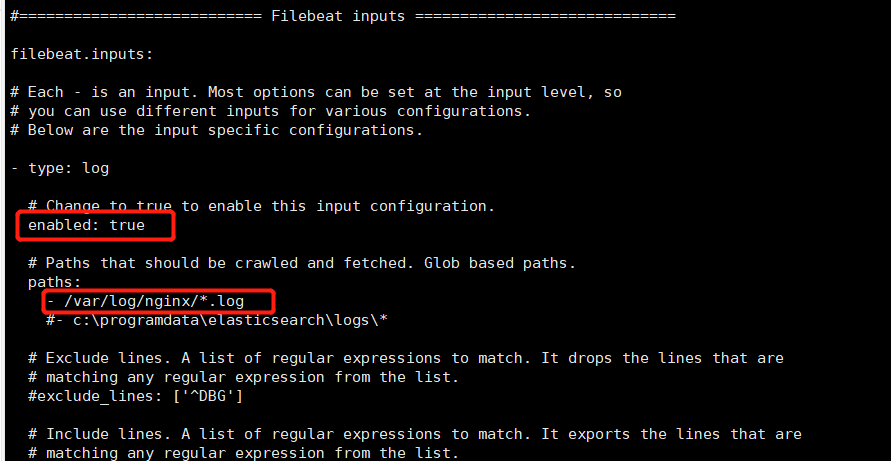 #=========================== Filebeat inputs =============================
filebeat.inputs:
# Each - is an input. Most options can be set at the input level, so
# you can use different inputs for various configurations.
# Below are the input specific configurations.
- type: log
# Change to true to enable this input configuration.
enabled: true
# Paths that should be crawled and fetched. Glob based paths.
paths:
- /var/log/nginx/*.log
#- c:\programdata\elasticsearch\logs\*
# Exclude lines. A list of regular expressions to match. It drops the lines that are
# matching any regular expression from the list.
#exclude_lines: ['^DBG']
# Include lines. A list of regular expressions to match. It exports the lines that are
# matching any regular expression from the list.